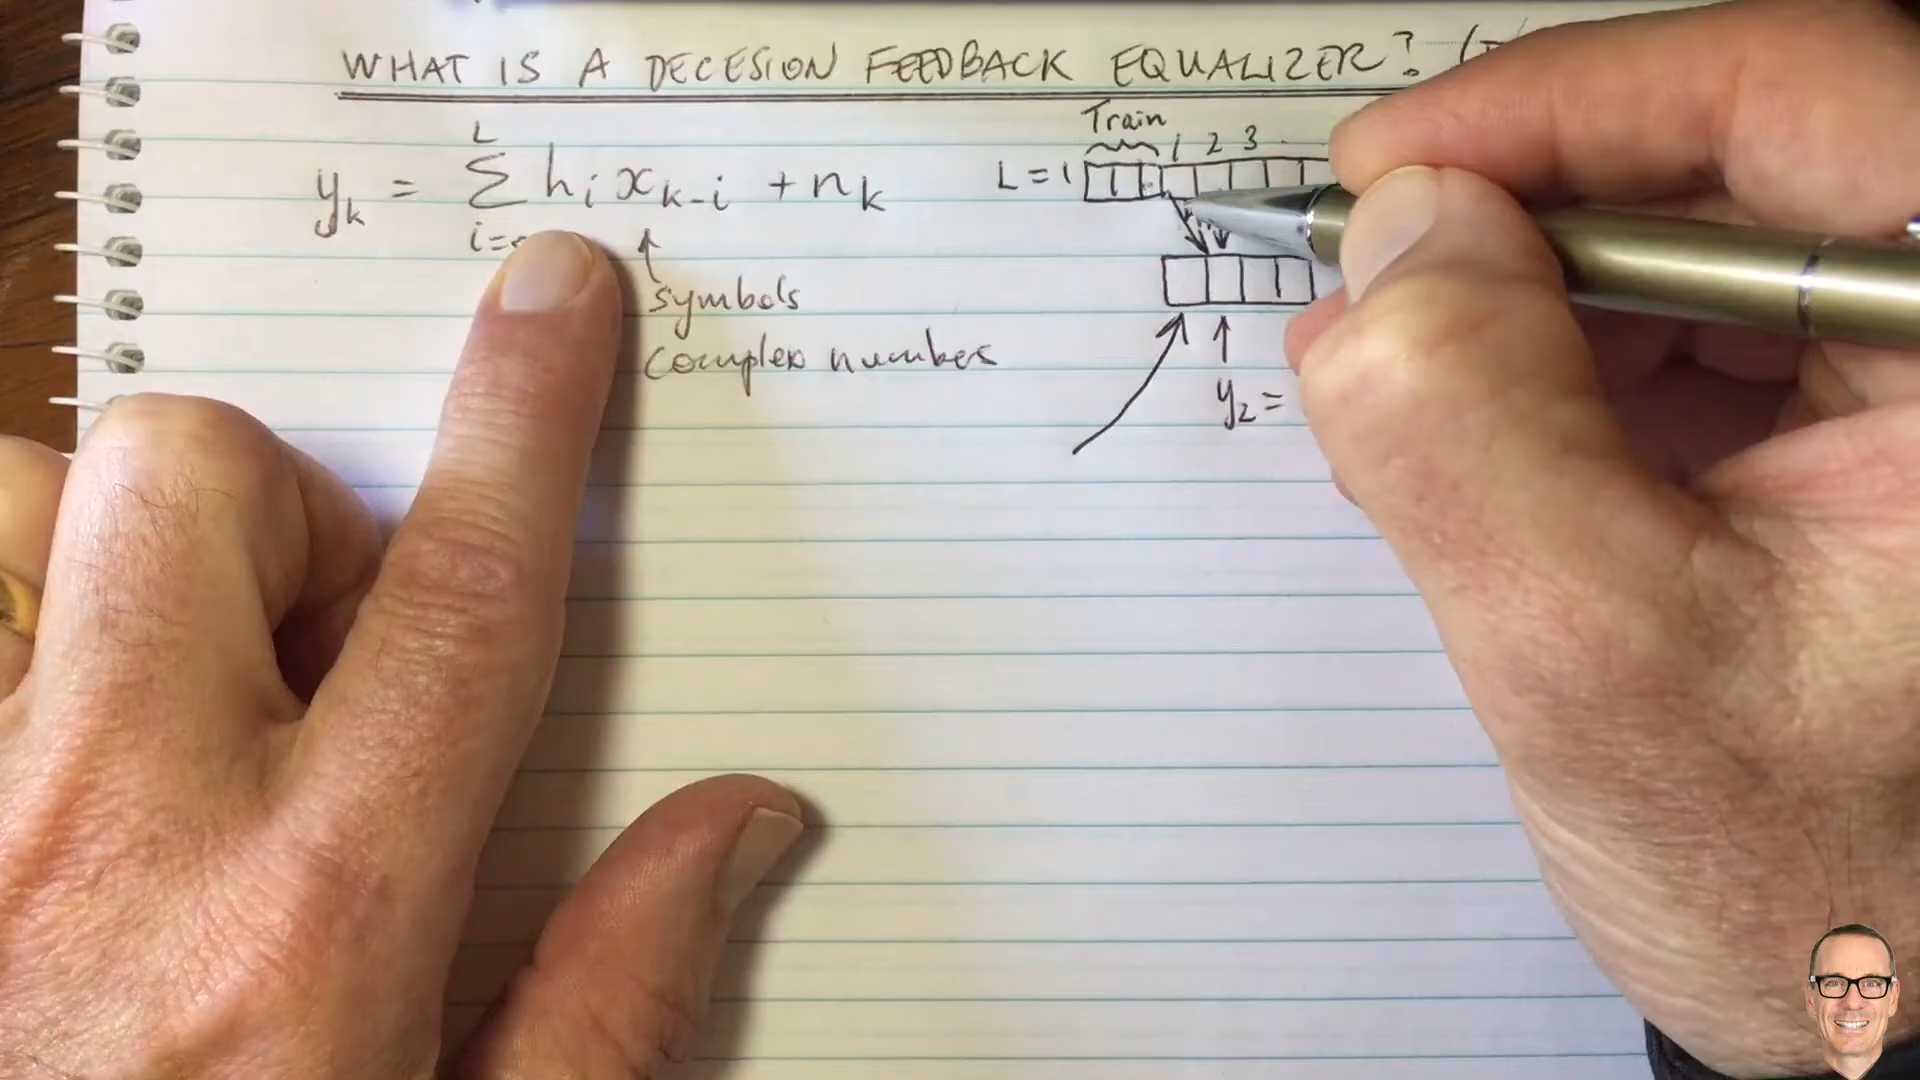 WHAT IS A DECESION FEEDBACK EQUALIZER?
Train
1 2 3
L = 1
L
y_k = Σ h_i x_{k-i} + n_k
i=
symbols
complex numbers
y_2 =